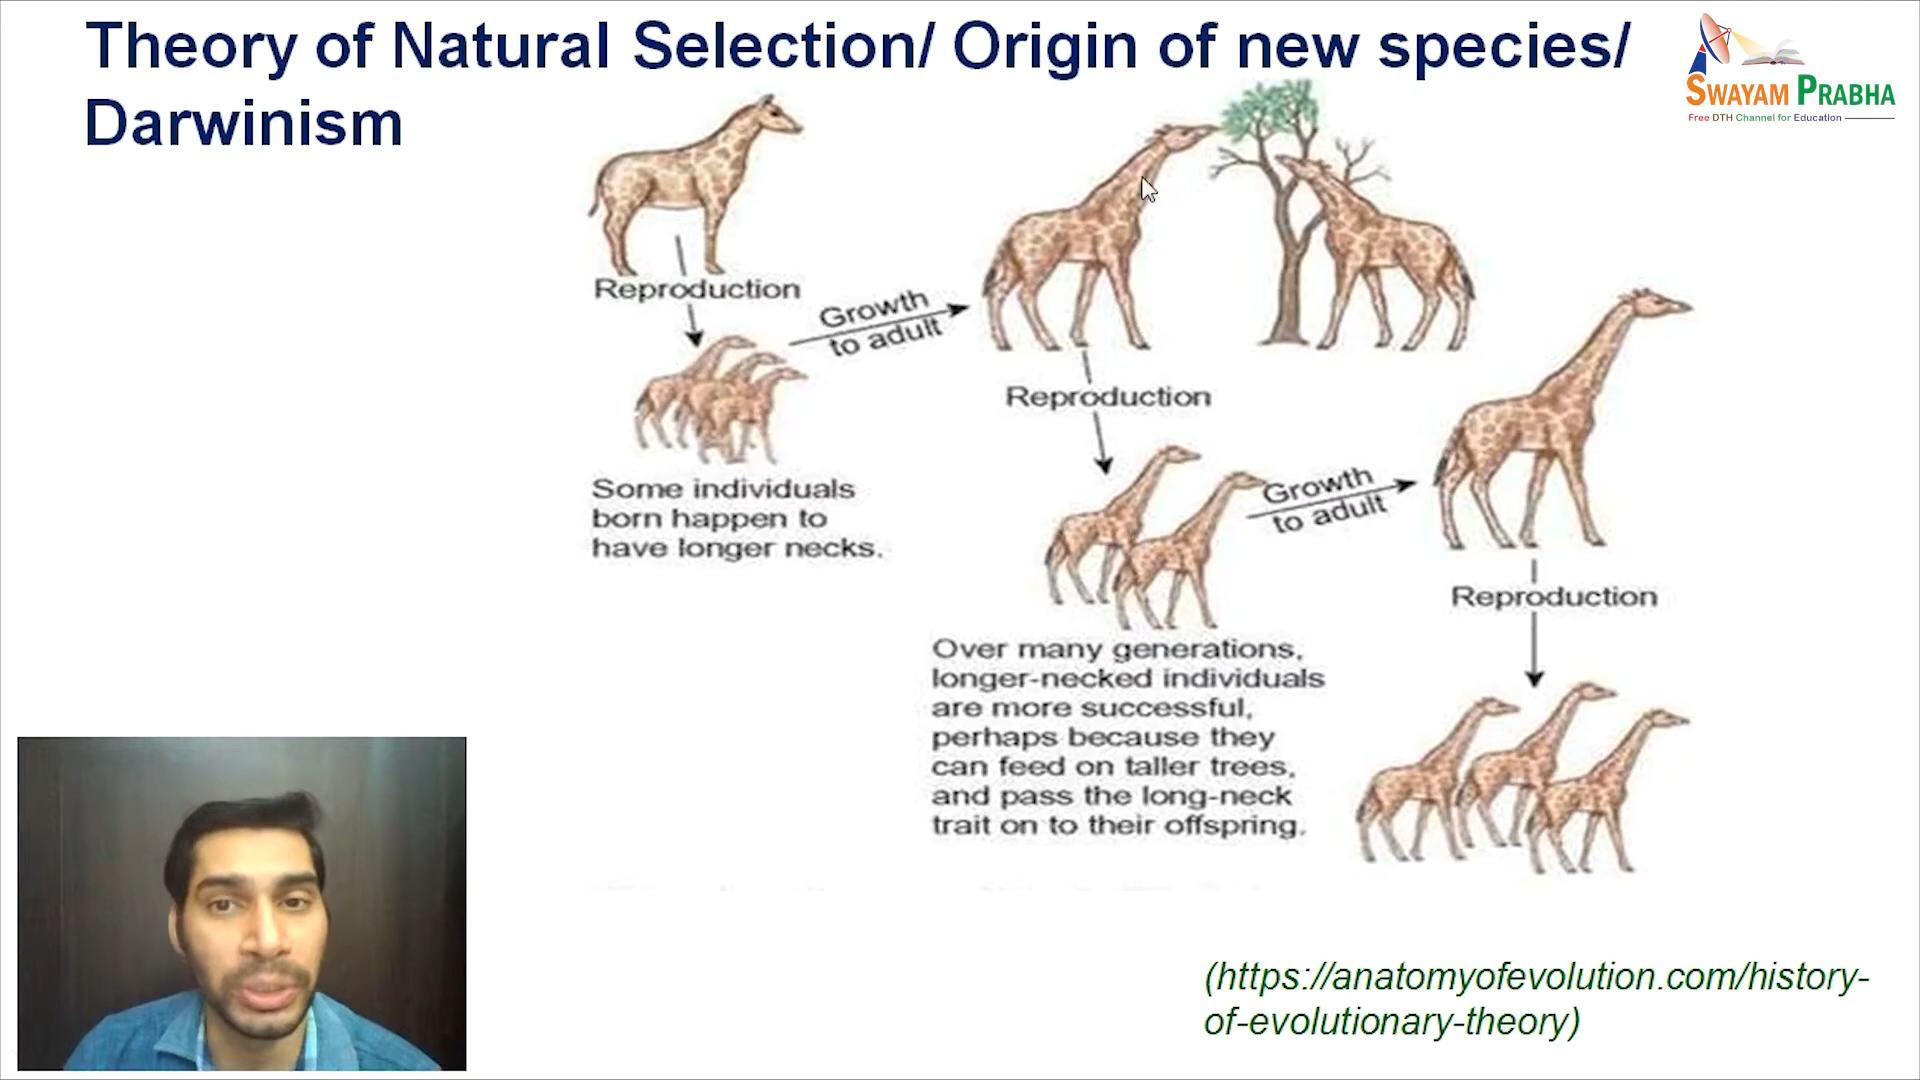 Theory of Natural Selection/ Origin of new species/
Darwinism
SWAYAM PRABHA
Free DTH Channel for Education
Reproduction
Growth
to adult
Some individuals
born happen to
have longer necks.
Reproduction
Growth
to adult
Over many generations,
longer-necked individuals
are more successful,
perhaps because they
can feed on taller trees,
and pass the long-neck
trait on to their offspring.
Reproduction
(https://anatomyofevolution.com/history-
of-evolutionary-theory)